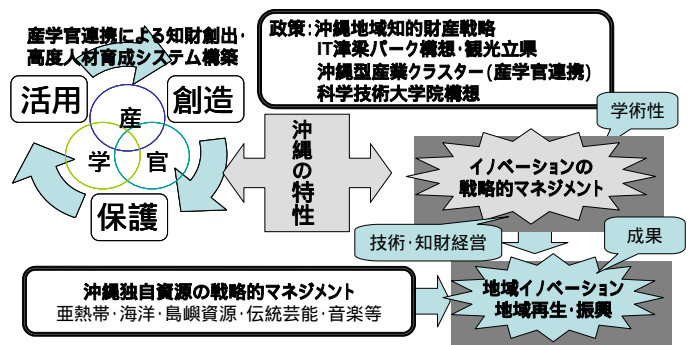 産学官連携による知財創出・
高度人材育成システム構築
活用
創造
産
学
官
保護
政策：沖縄地域知的財産戦略
IT津梁パーク構想・観光立県
沖縄型産業クラスター(産学官連携)
科学技術大学院構想
沖縄の特性
学術性
イノベーションの
戦略的マネジメント
技術・知財経営
成果
沖縄独自資源の戦略的マネジメント
亜熱帯・海洋・島嶼資源・伝統芸能・音楽等
地域イノベーション
地域再生・振興